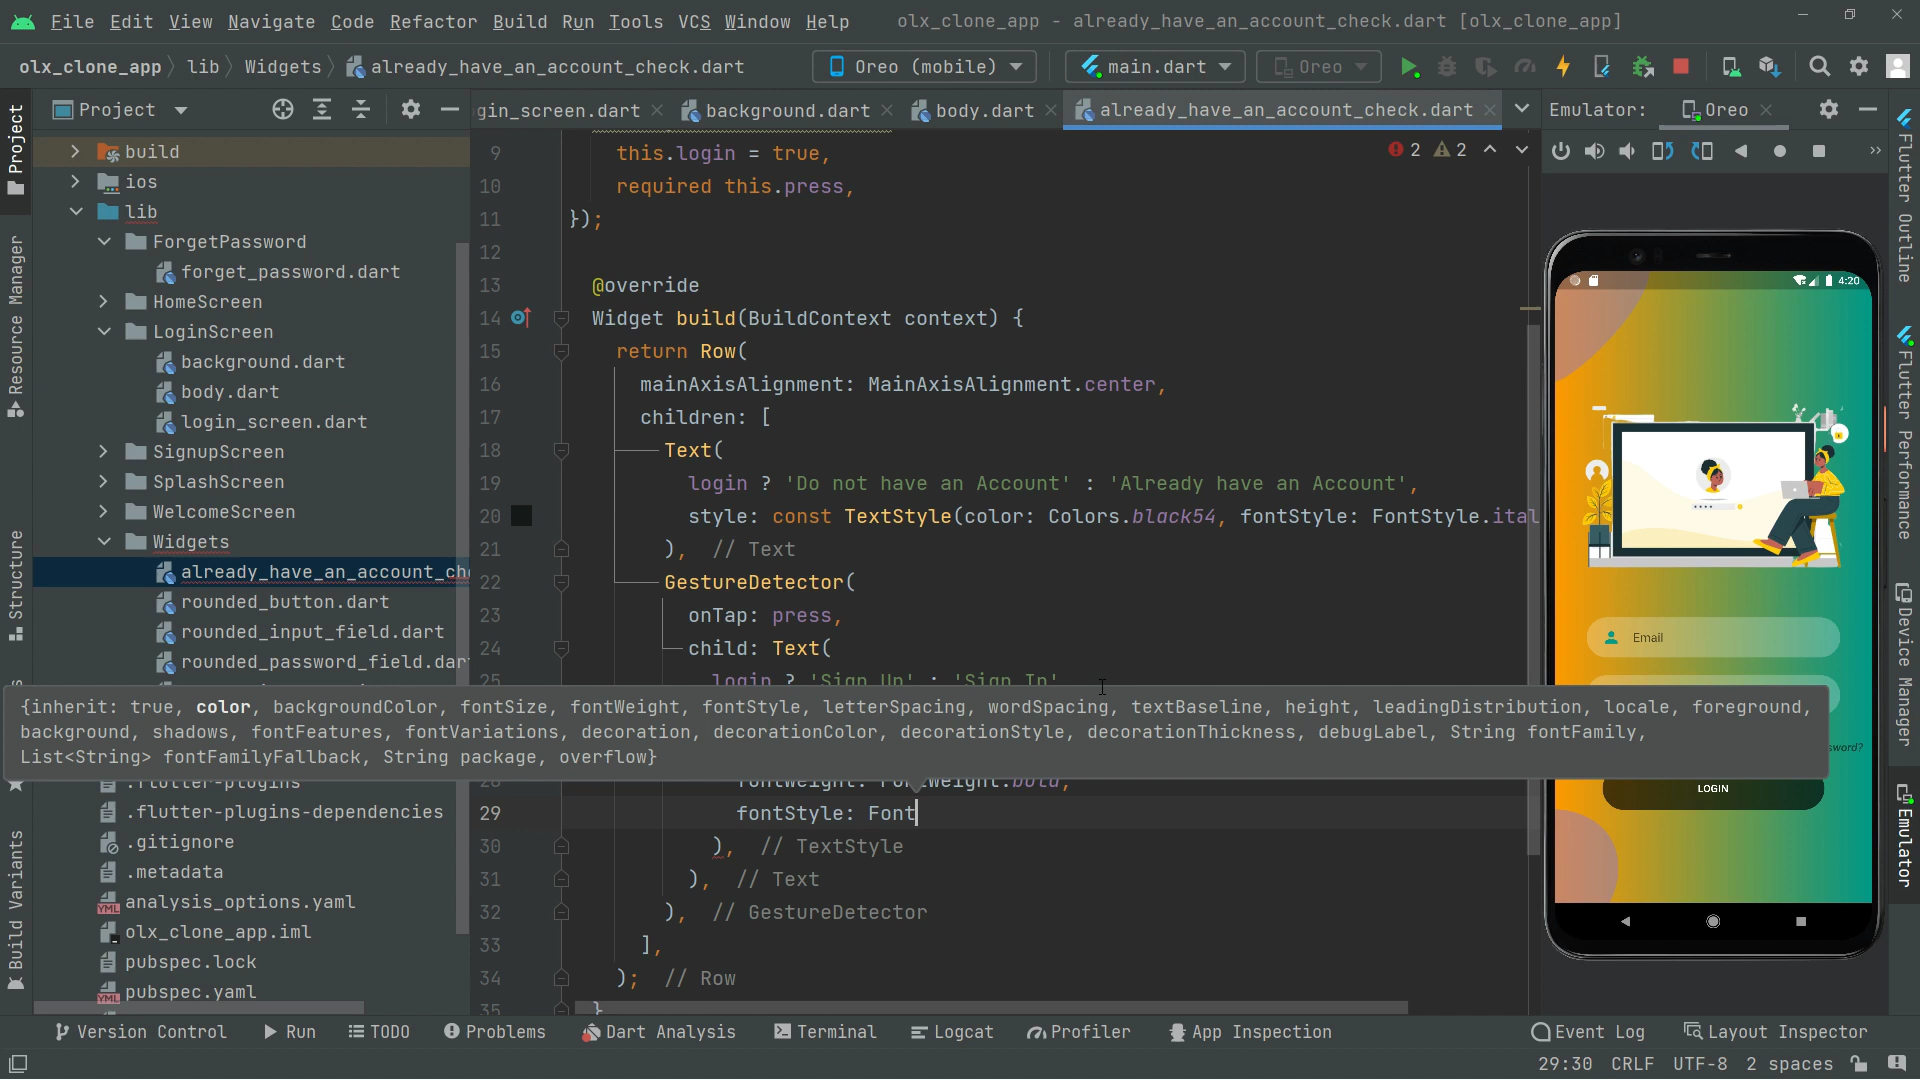 File Edit View Navigate Code Refactor Build Run Tools VCS Window Help olx_clone_app - already_have_an_account_check.dart [olx_clone_app]
olx_clone_app lib Widgets already_have_an_account_check.dart Oreo (mobile) main.dart Oreo
Project gin_screen.dart background.dart body.dart already_have_an_account_check.dart Emulator: Oreo
Project
Resource Manager
Structure
Build Variants
build
ios
lib
ForgetPassword
forget_password.dart
HomeScreen
LoginScreen
background.dart
body.dart
login_screen.dart
SignupScreen
SplashScreen
WelcomeScreen
Widgets
already_have_an_account_che
rounded_button.dart
rounded_input_field.dart
rounded_password_field.dar
.flutter-plugins
.flutter-plugins-dependencies
.gitignore
.metadata
analysis_options.yaml
olx_clone_app.iml
pubspec.lock
pubspec.yaml
2 2
9 this.login = true,
10 required this.press,
11 });
12
13 @override
14 Widget build(BuildContext context) {
15 return Row(
16 mainAxisAlignment: MainAxisAlignment.center,
17 children: [
18 Text(
19 login ? 'Do not have an Account' : 'Already have an Account',
20 style: const TextStyle(color: Colors.black54, fontStyle: FontStyle.ital
21 ), // Text
22 GestureDetector(
23 onTap: press,
24 child: Text(
25 login ? 'Sign Up' : 'Sign In'
{inherit: true, color, backgroundColor, fontSize, fontWeight, fontStyle, letterSpacing, wordSpacing, textBaseline, height, leadingDistribution, locale, foreground,
background, shadows, fontFeatures, fontVariations, decoration, decorationColor, decorationStyle, decorationThickness, debugLabel, String fontFamily,
List<String> fontFamilyFallback, String package, overflow}
28 fontWeight: FontWeight.bold,
29 fontStyle: Font
30 ), // TextStyle
31 ), // Text
32 ), // GestureDetector
33 ],
34 ); // Row
35 }
4:20
Email
sword?
LOGIN
Flutter Outline
Flutter Performance
Device Manager
Emulator
Version Control Run TODO Problems Dart Analysis Terminal Logcat Profiler App Inspection Event Log Layout Inspector
29:30 CRLF UTF-8 2 spaces